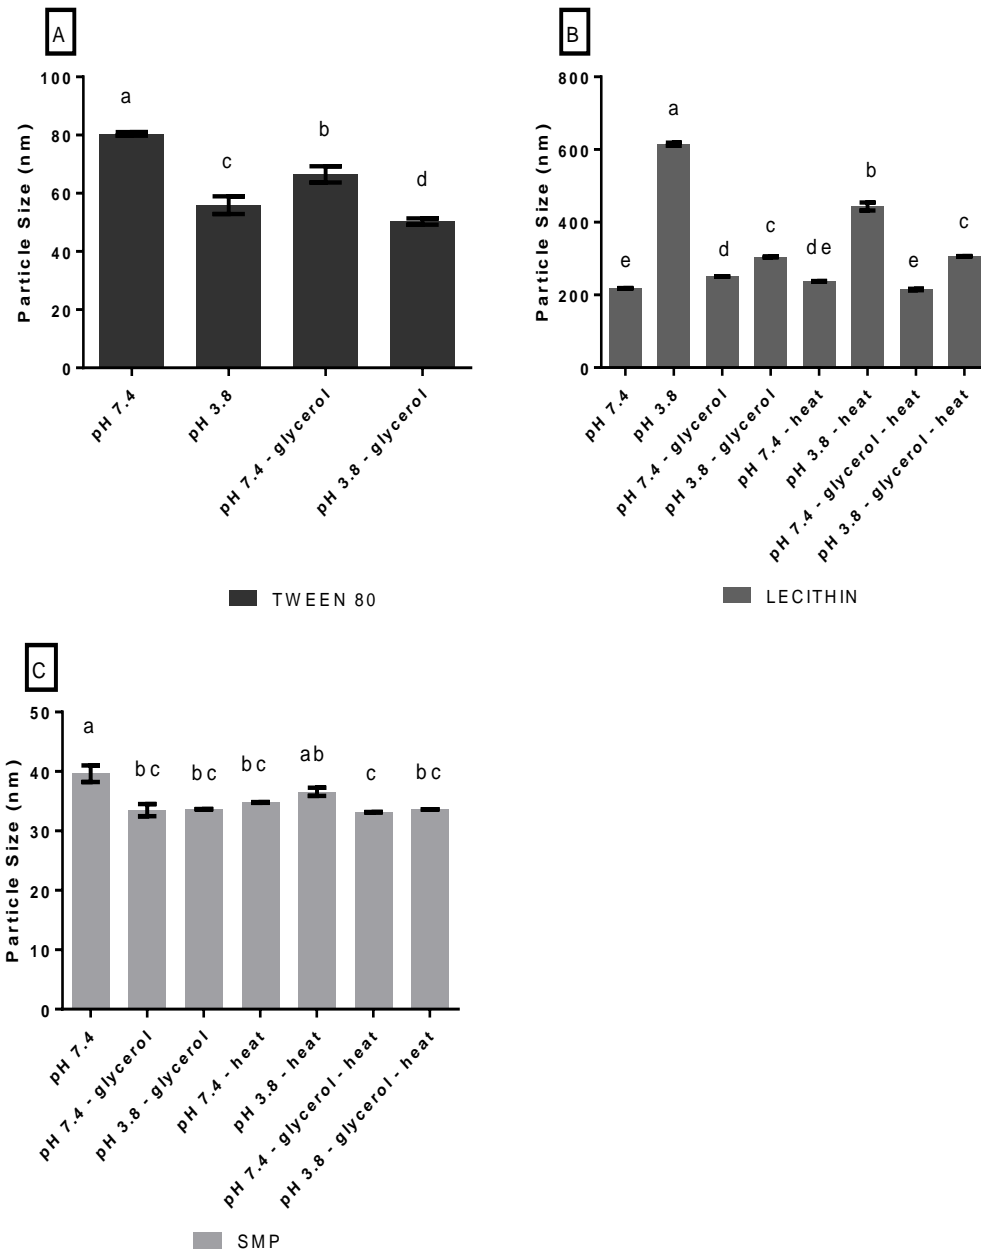 A
Particle Size (nm)
100
80
60
40
20
0
a
c
b
d
pH 7.4
pH 3.8
pH 7.4 - glycerol
pH 3.8 - glycerol
TWEEN 80
B
Particle Size (nm)
800
600
400
200
0
e
a
d
c
de
b
e
c
pH 7.4
pH 3.8
pH 7.4 - glycerol
pH 3.8 - glycerol
pH 7.4 - heat
pH 3.8 - heat
pH 7.4 - glycerol - heat
pH 3.8 - glycerol - heat
LECITHIN
C
Particle Size (nm)
50
40
30
20
10
0
a
bc
bc
bc
ab
c
bc
pH 7.4
pH 7.4 - glycerol
pH 3.8 - glycerol
pH 7.4 - heat
pH 3.8 - heat
pH 7.4 - glycerol - heat
pH 3.8 - glycerol - heat
SMP